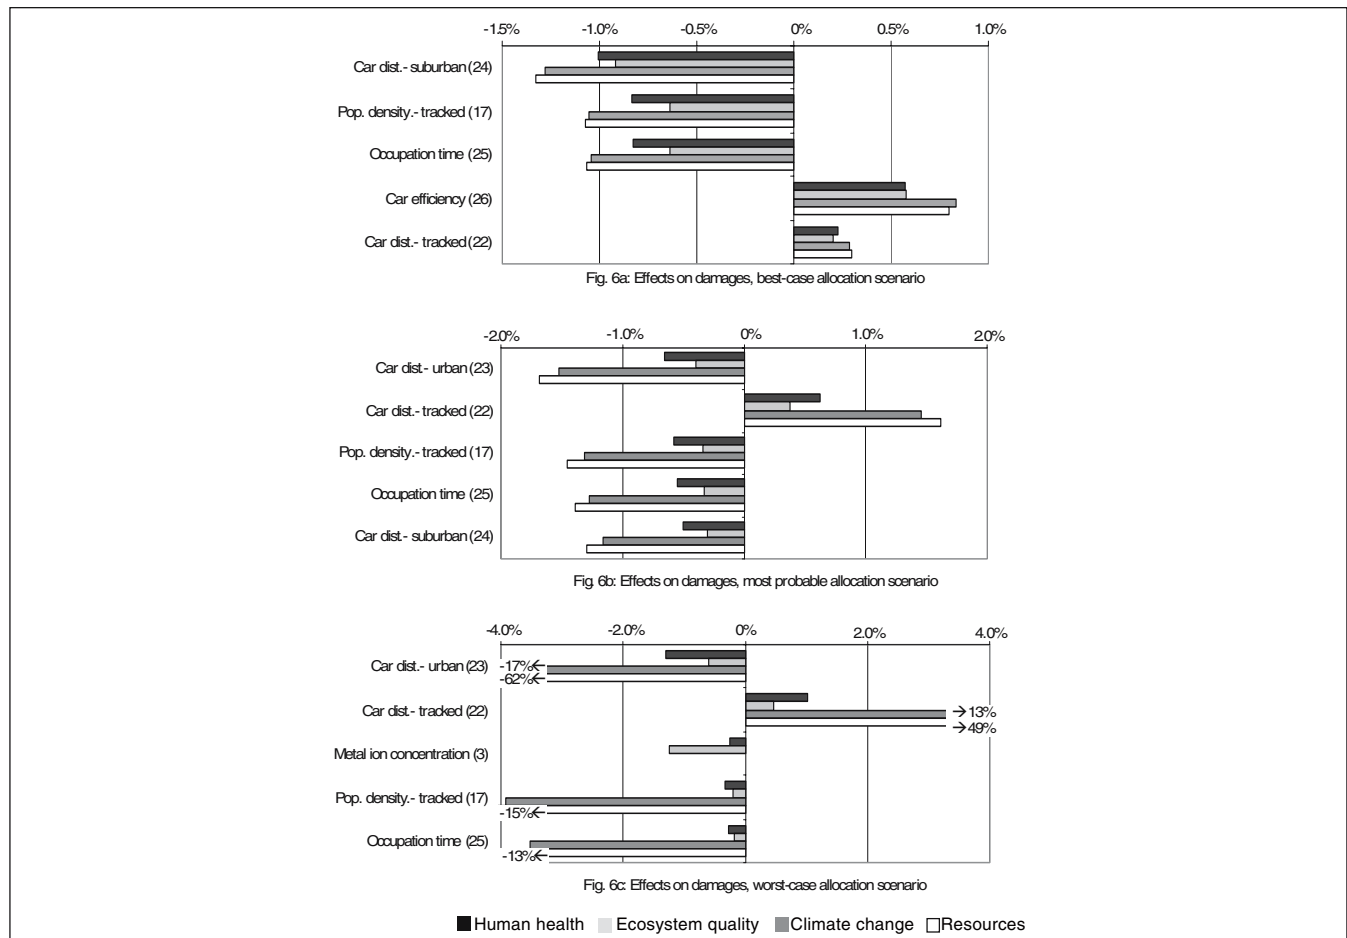 -1.5% -1.0% -0.5% 0% 0.5% 1.0%
Car dist.- suburban (24)
Pop. density.- tracked (17)
Occupation time (25)
Car efficiency (26)
Car dist.- tracked (22)
Fig. 6a: Effects on damages, best-case allocation scenario
-2.0% -1.0% 0% 1.0% 2.0%
Car dist.- urban (23)
Car dist.- tracked (22)
Pop. density.- tracked (17)
Occupation time (25)
Car dist.- suburban (24)
Fig. 6b: Effects on damages, most probable allocation scenario
-4.0% -2.0% 0% 2.0% 4.0%
Car dist.- urban (23) -17%←
-62%←
Car dist.- tracked (22) →13%
→49%
Metal ion concentration (3)
Pop. density.- tracked (17)
-15%←
Occupation time (25)
-13%←
Fig. 6c: Effects on damages, worst-case allocation scenario
Human health Ecosystem quality Climate change Resources